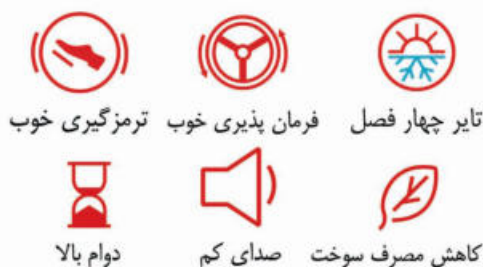 تایر چهار فصل
فرمان پذیری خوب
ترمزگیری خوب
کاهش مصرف سوخت
صدای کم
دوام بالا